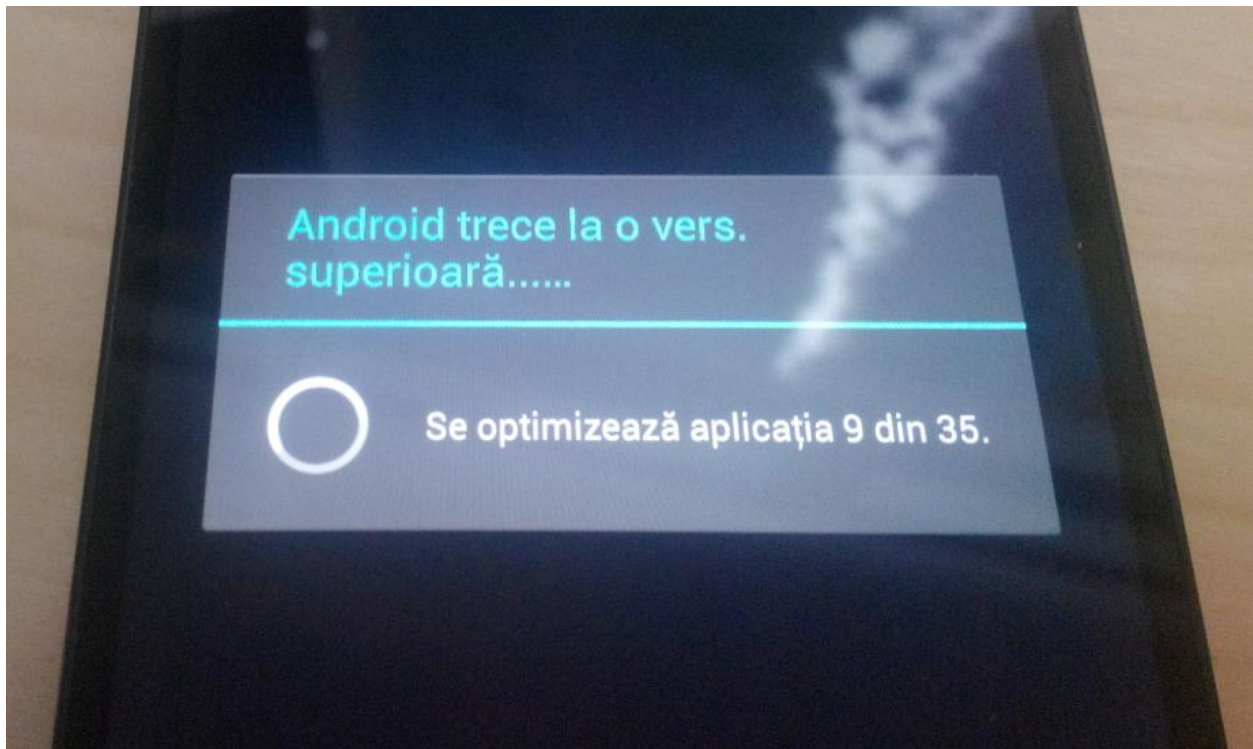 Android trece la o vers.
superioară......
Se optimizează aplicația 9 din 35.